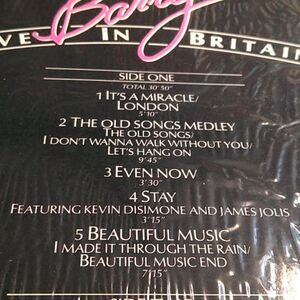 Barry
VE IN BRITAIN
SIDE ONE
TOTAL 30'50"
1 IT'S A MIRACLE/
LONDON
5'10"
2 THE OLD SONGS MEDLEY
THE OLD SONGS/
I DON'T WANNA WALK WITHOUT YOU/
LET'S HANG ON
9'45"
3 EVEN NOW
3'30"
4 STAY
FEATURING KEVIN DISIMONE AND JAMES JOLIS
3'15"
5 BEAUTIFUL MUSIC
I MADE IT THROUGH THE RAIN/
BEAUTIFUL MUSIC END
7'15"